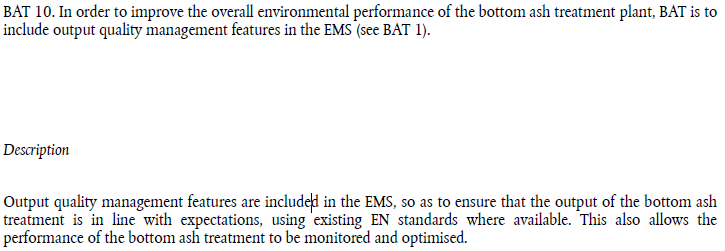 BAT 10. In order to improve the overall environmental performance of the bottom ash treatment plant, BAT is to
include output quality management features in the EMS (see BAT 1).
Description
Output quality management features are included in the EMS, so as to ensure that the output of the bottom ash
treatment is in line with expectations, using existing EN standards where available. This also allows the
performance of the bottom ash treatment to be monitored and optimised.